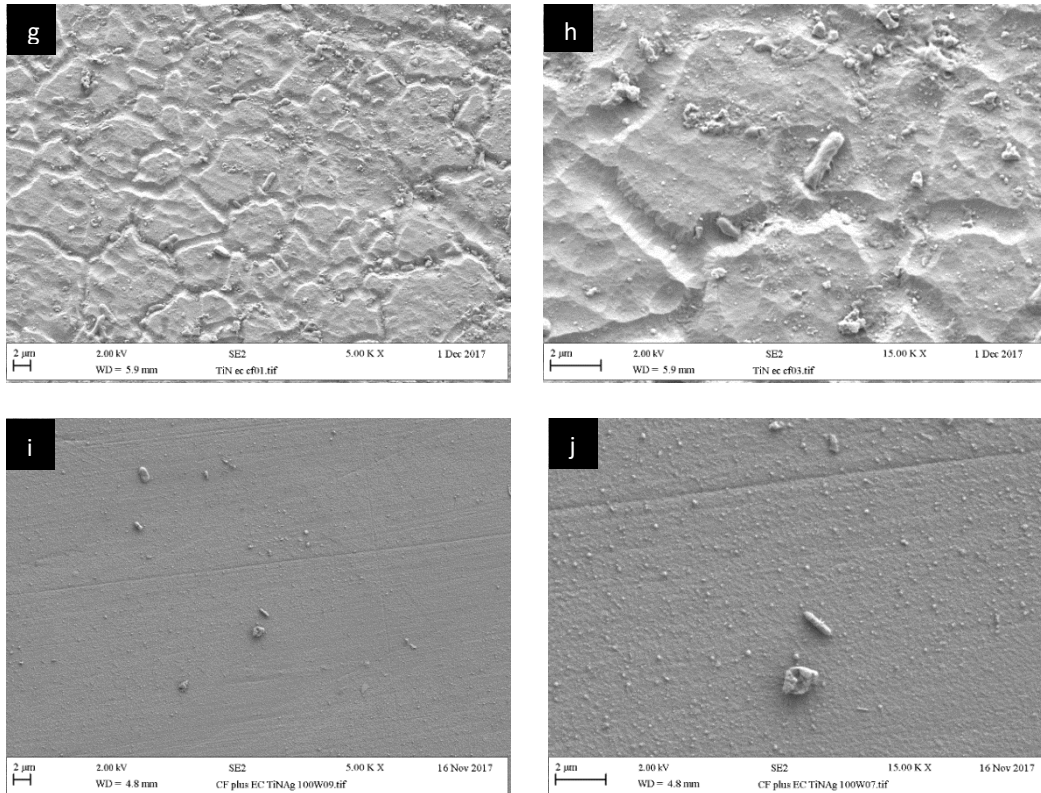 g
h
2 µm 2.00 kV SE2 5.00 K X 1 Dec 2017
WD = 5.9 mm TiN ec cf01.tif
2 µm 2.00 kV SE2 15.00 K X 1 Dec 2017
WD = 5.9 mm TiN ec cf03.tif
i
j
2 µm 2.00 kV SE2 5.00 K X 16 Nov 2017
WD = 4.8 mm CF plus EC TiNAg 100W09.tif
2 µm 2.00 kV SE2 15.00 K X 16 Nov 2017
WD = 4.8 mm CF plus EC TiNAg 100W07.tif